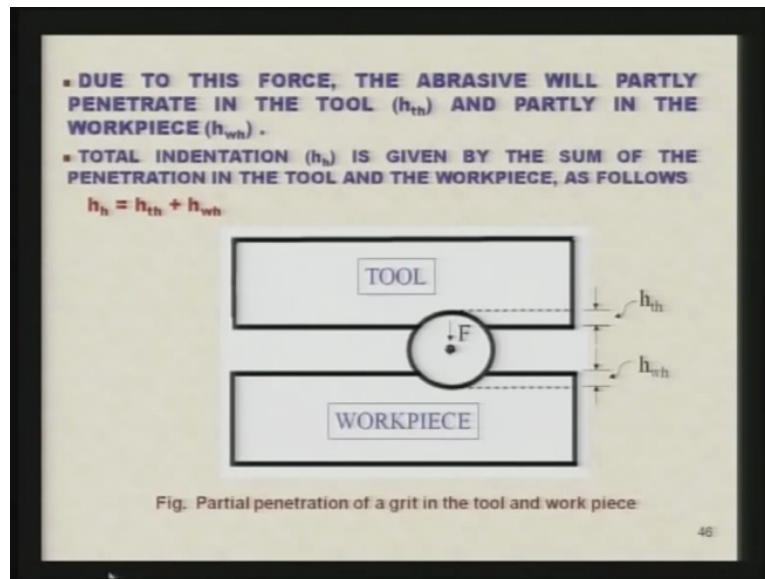 ▪ DUE TO THIS FORCE, THE ABRASIVE WILL PARTLY
PENETRATE IN THE TOOL (hth) AND PARTLY IN THE
WORKPIECE (hwh) .
▪ TOTAL INDENTATION (hh) IS GIVEN BY THE SUM OF THE
PENETRATION IN THE TOOL AND THE WORKPIECE, AS FOLLOWS
hh = hth + hwh
TOOL
hth
F
hwh
WORKPIECE
Fig. Partial penetration of a grit in the tool and work piece
46